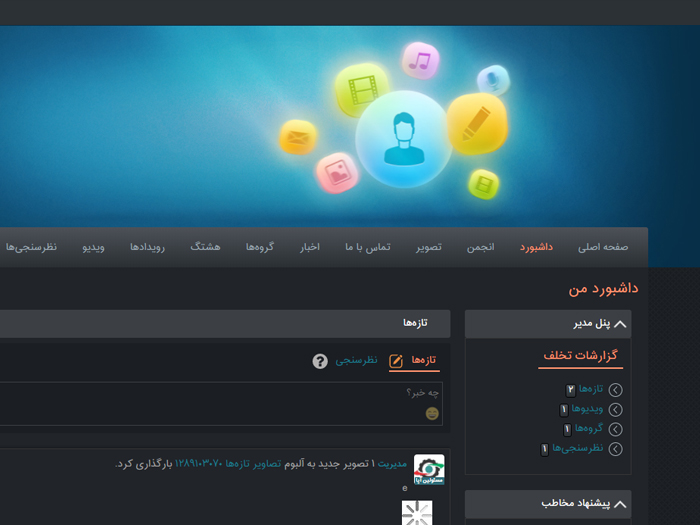 صفحه اصلی داشبورد انجمن تصویر تماس با ما اخبار گروه‌ها هشتگ رویدادها ویدیو نظرسنجی‌ها
داشبورد من
پنل مدیر
گزارشات تخلف
تازه‌ها ۲
ویدیوها ۱
گروه‌ها ۱
نظرسنجی‌ها ۱
پیشنهاد مخاطب
تازه‌ها
تازه‌ها نظرسنجی ?
چه خبر؟
مدیریت ۱ تصویر جدید به آلبوم تصاویر تازه‌ها ۱۲۸۹۱۰۳۰۷۰ بارگذاری کرد.
e